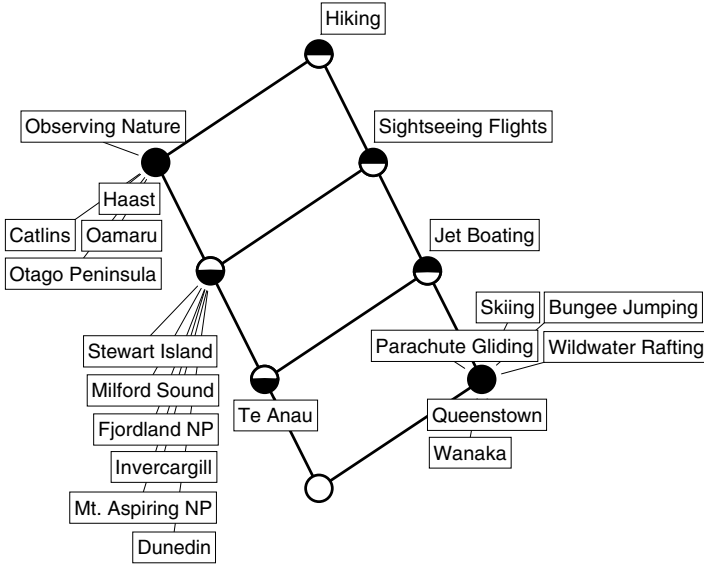 Hiking
Observing Nature
Sightseeing Flights
Haast
Catlins
Oamaru
Jet Boating
Otago Peninsula
Skiing
Bungee Jumping
Stewart Island
Parachute Gliding
Wildwater Rafting
Milford Sound
Te Anau
Queenstown
Fjordland NP
Wanaka
Invercargill
Mt. Aspiring NP
Dunedin